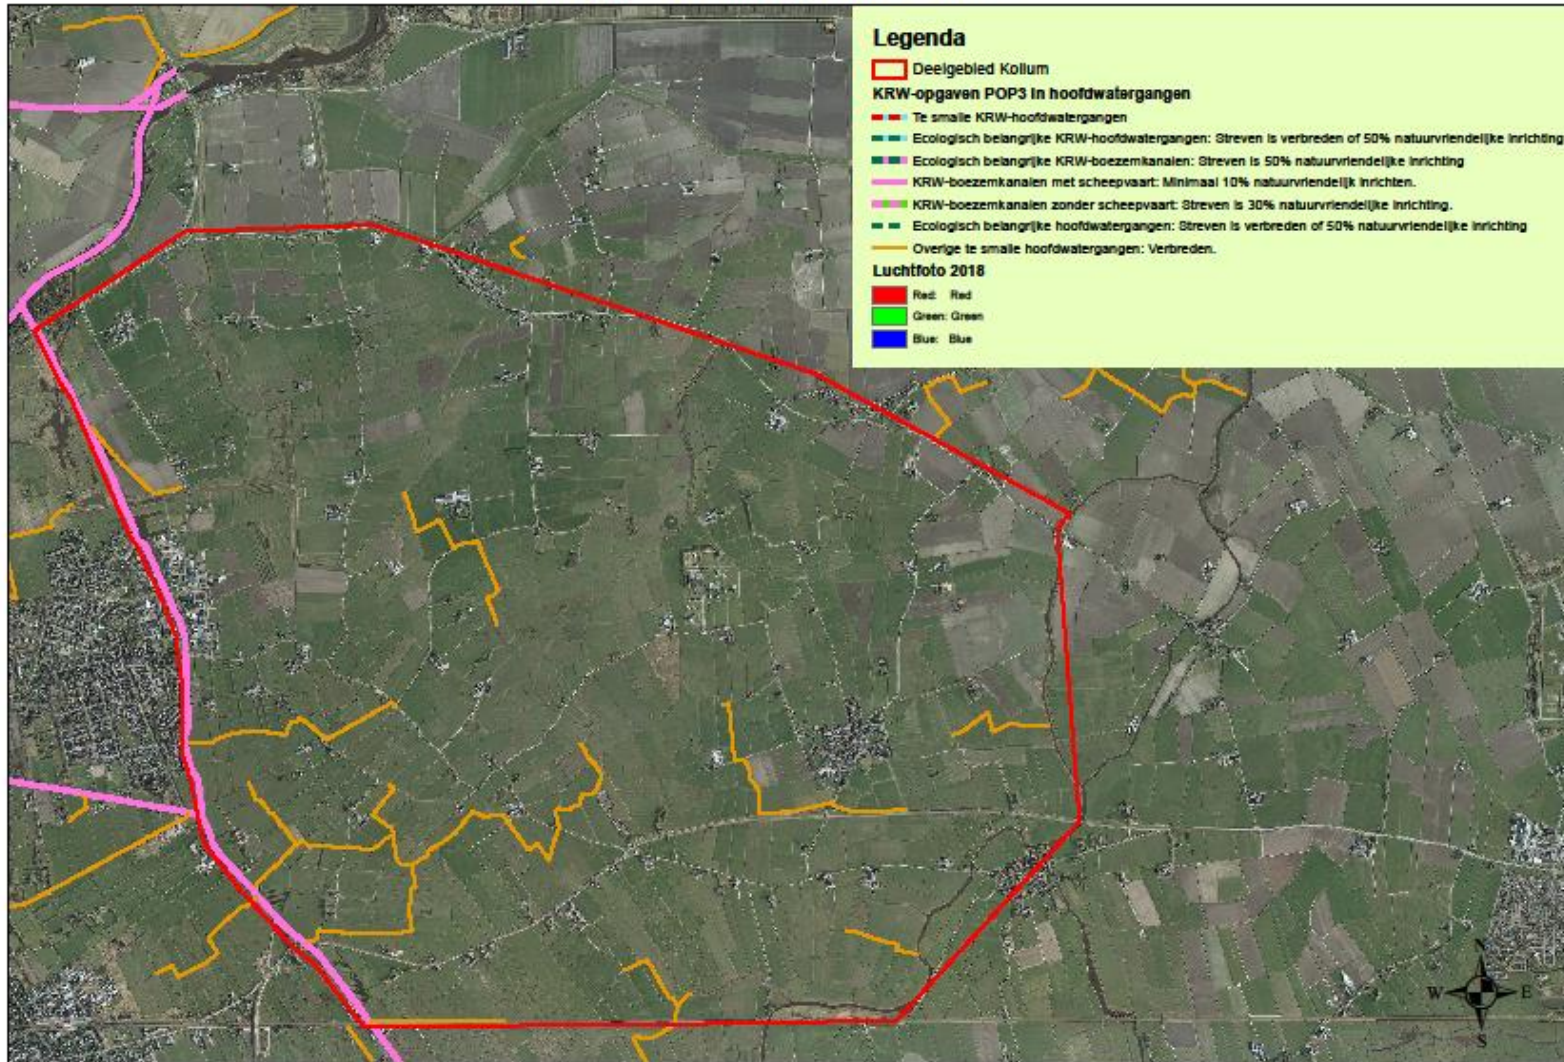 Legenda
Deelgebied Kollum
KRW-opgaven POP3 in hoofdwatergangen
Te smalle KRW-hoofdwatergangen
Ecologisch belangrijke KRW-hoofdwatergangen: Streven is verbreden of 50% natuurvriendelijke inrichting
Ecologisch belangrijke KRW-boezemkanalen: Streven is 50% natuurvriendelijke inrichting
KRW-boezemkanalen met scheepvaart: Minimaal 10% natuurvriendelijk inrichten.
KRW-boezemkanalen zonder scheepvaart: Streven is 30% natuurvriendelijke inrichting.
Ecologisch belangrijke hoofdwatergangen: Streven is verbreden of 50% natuurvriendelijke inrichting
Overige te smalle hoofdwatergangen: Verbreden.
Luchtfoto 2018
Red: Red
Green: Green
Blue: Blue
N
W E
S